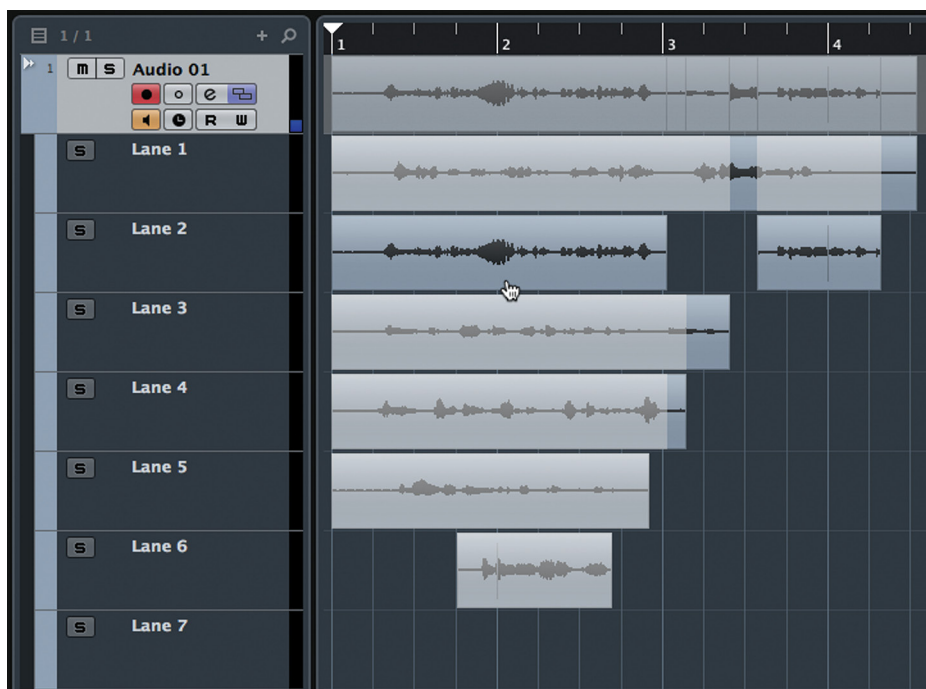 1 / 1 +
1 2 3 4
1 m S Audio 01
e
R W
S Lane 1
S Lane 2
S Lane 3
S Lane 4
S Lane 5
S Lane 6
S Lane 7